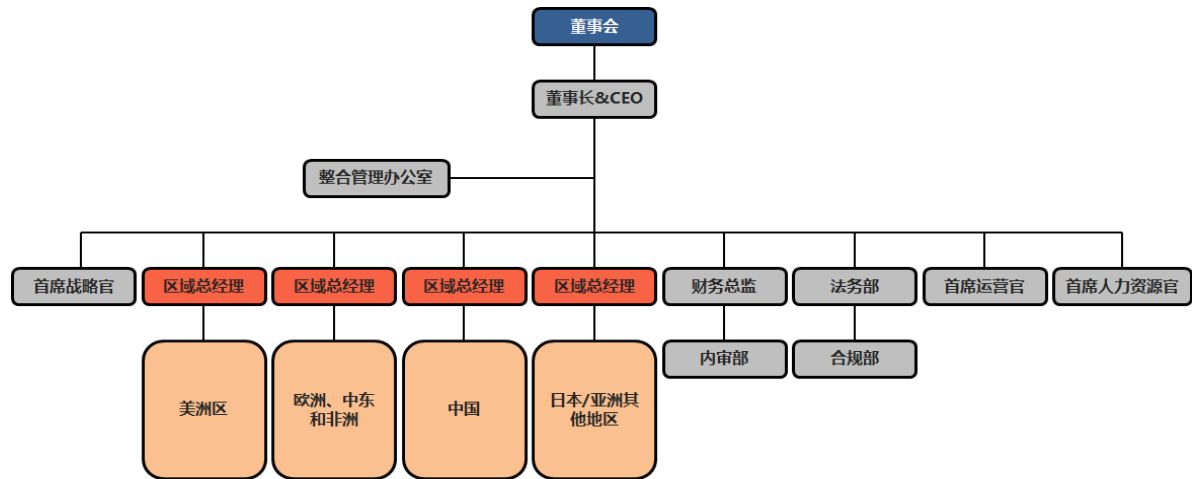 董事会
董事长&CEO
整合管理办公室
首席战略官
区域总经理
区域总经理
区域总经理
区域总经理
财务总监
法务部
首席运营官
首席人力资源官
美洲区
欧洲、中东
和非洲
中国
日本/亚洲其
他地区
内审部
合规部